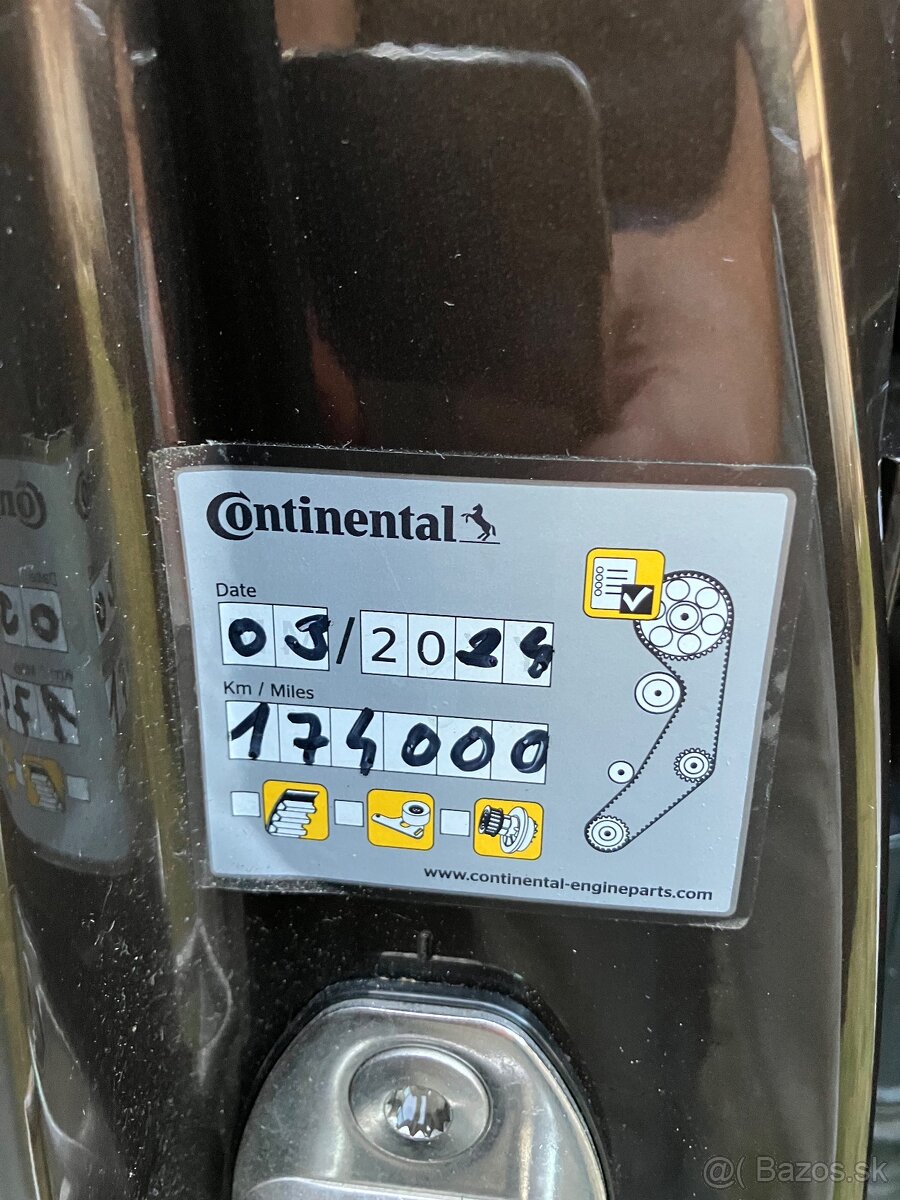 Continental
Date
03/2024
Km / Miles
174000
www.continental-engineparts.com
@( Bazos.sk